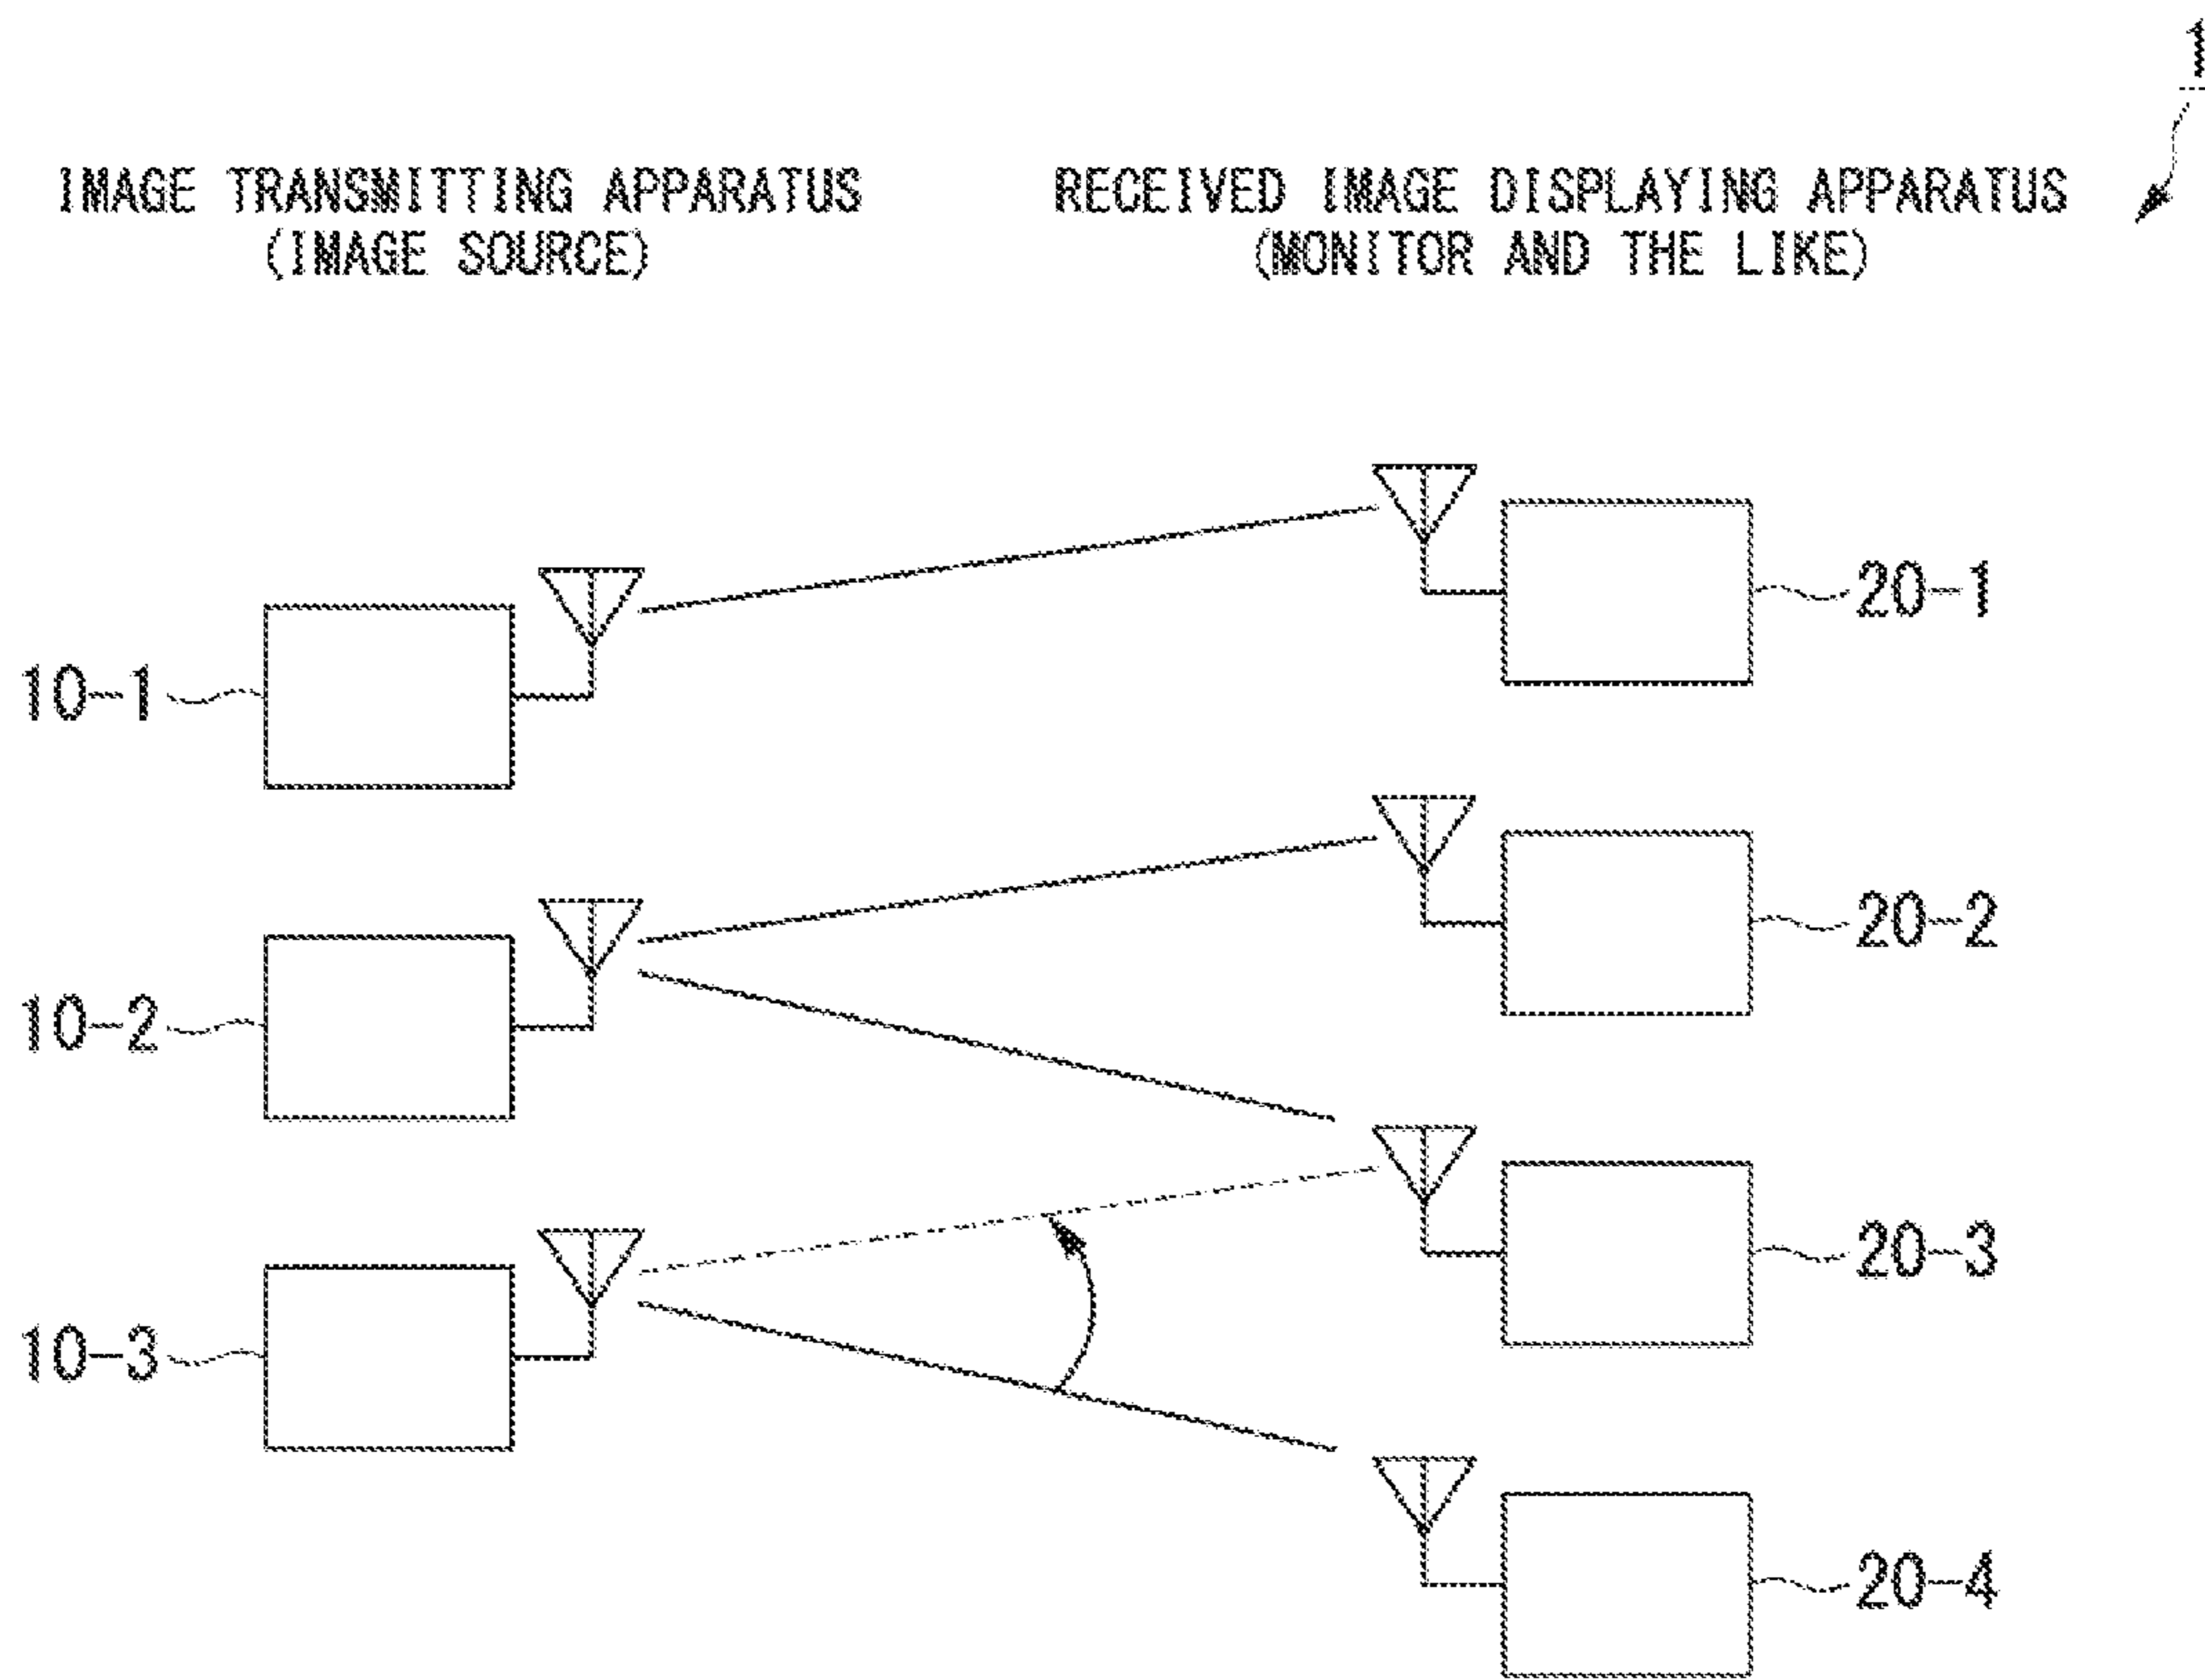 1
IMAGE TRANSMITTING APPARATUS
(IMAGE SOURCE)
RECEIVED IMAGE DISPLAYING APPARATUS
(MONITOR AND THE LIKE)
20-1
10-1
20-2
10-2
20-3
10-3
20-4